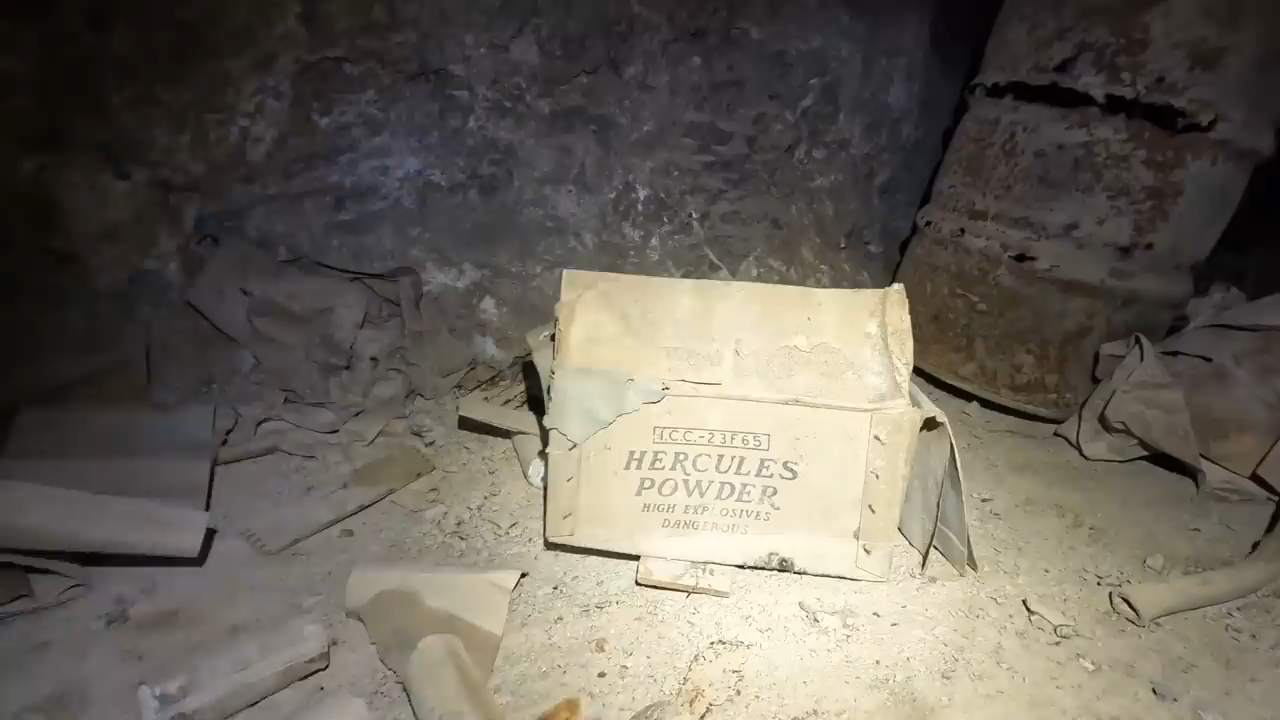 I.C.C.-23F65
HERCULES
POWDER
HIGH EXPLOSIVES
DANGEROUS